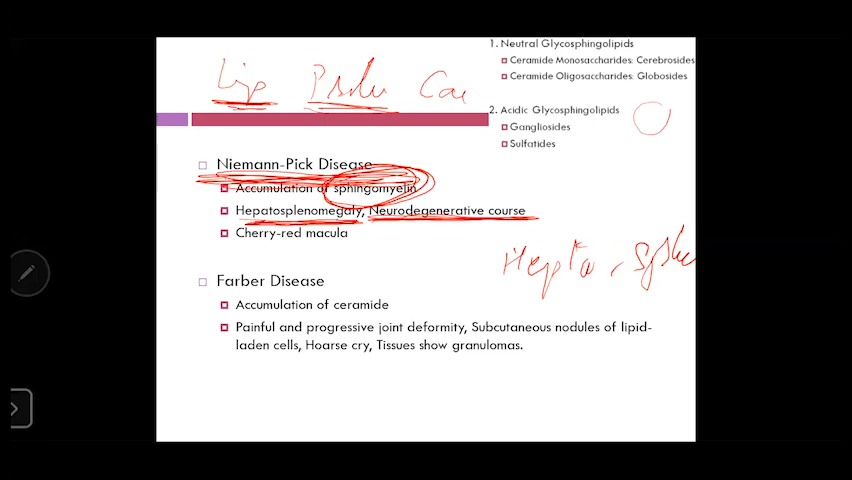 1. Neutral Glycosphingolipids
Ceramide Monosaccharides: Cerebrosides
Ceramide Oligosaccharides: Globosides
Lip
2. Acidic Glycosphingolipids
Gangliosides
Sulfatides
Niemann-Pick Disease
Accumulation of sphingomyelin
Hepatosplenomegaly, Neurodegenerative course
Cherry-red macula
Farber Disease
Accumulation of ceramide
Painful and progressive joint deformity, Subcutaneous nodules of lipid-
laden cells, Hoarse cry, Tissues show granulomas.